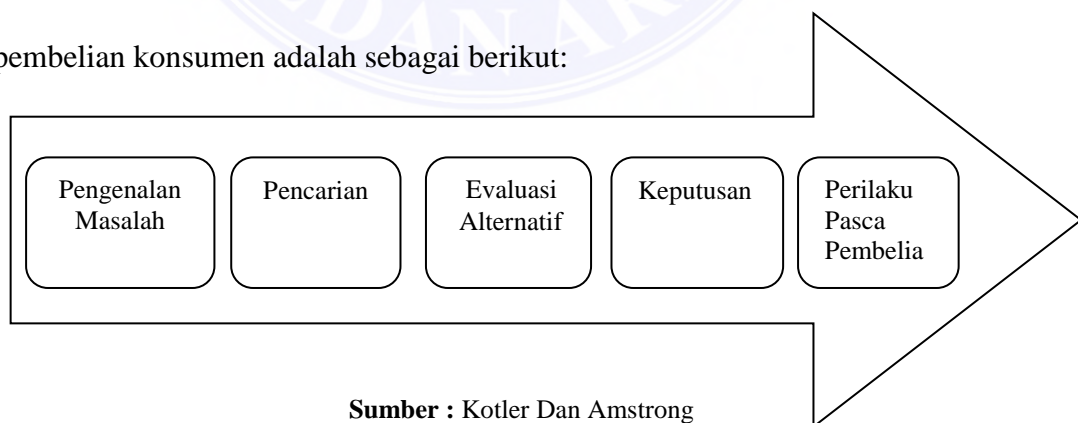 pembelian konsumen adalah sebagai berikut:
Pengenalan
Masalah
Pencarian
Evaluasi
Alternatif
Keputusan
Perilaku
Pasca
Pembelia
Sumber : Kotler Dan Amstrong